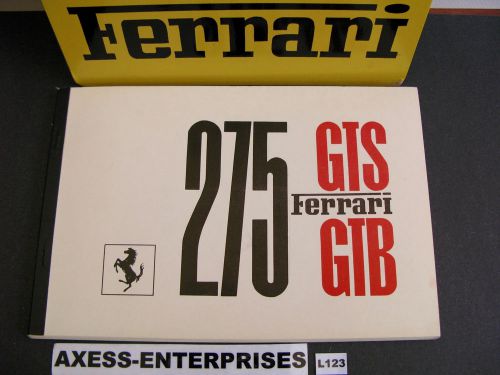 Ferrari
275
GTS
Ferrari
GTB
AXESS-ENTERPRISES L123